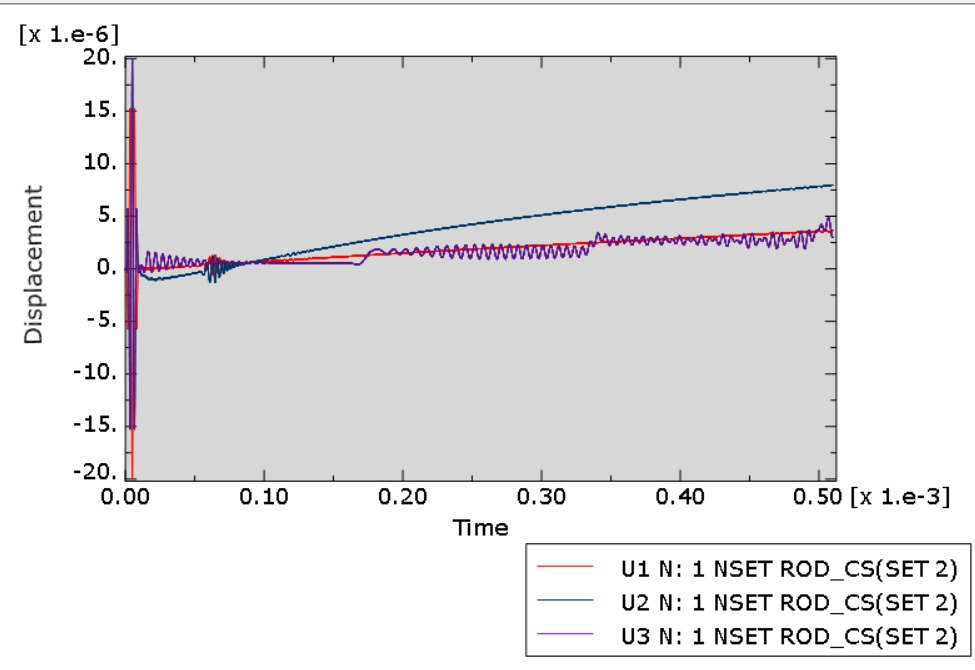 [x 1.e-6]
20.
15.
10.
5.
0.
-5.
-10.
-15.
-20.
Displacement
0.00 0.10 0.20 0.30 0.40 0.50 [x 1.e-3]
Time
U1 N: 1 NSET ROD_CS(SET 2)
U2 N: 1 NSET ROD_CS(SET 2)
U3 N: 1 NSET ROD_CS(SET 2)